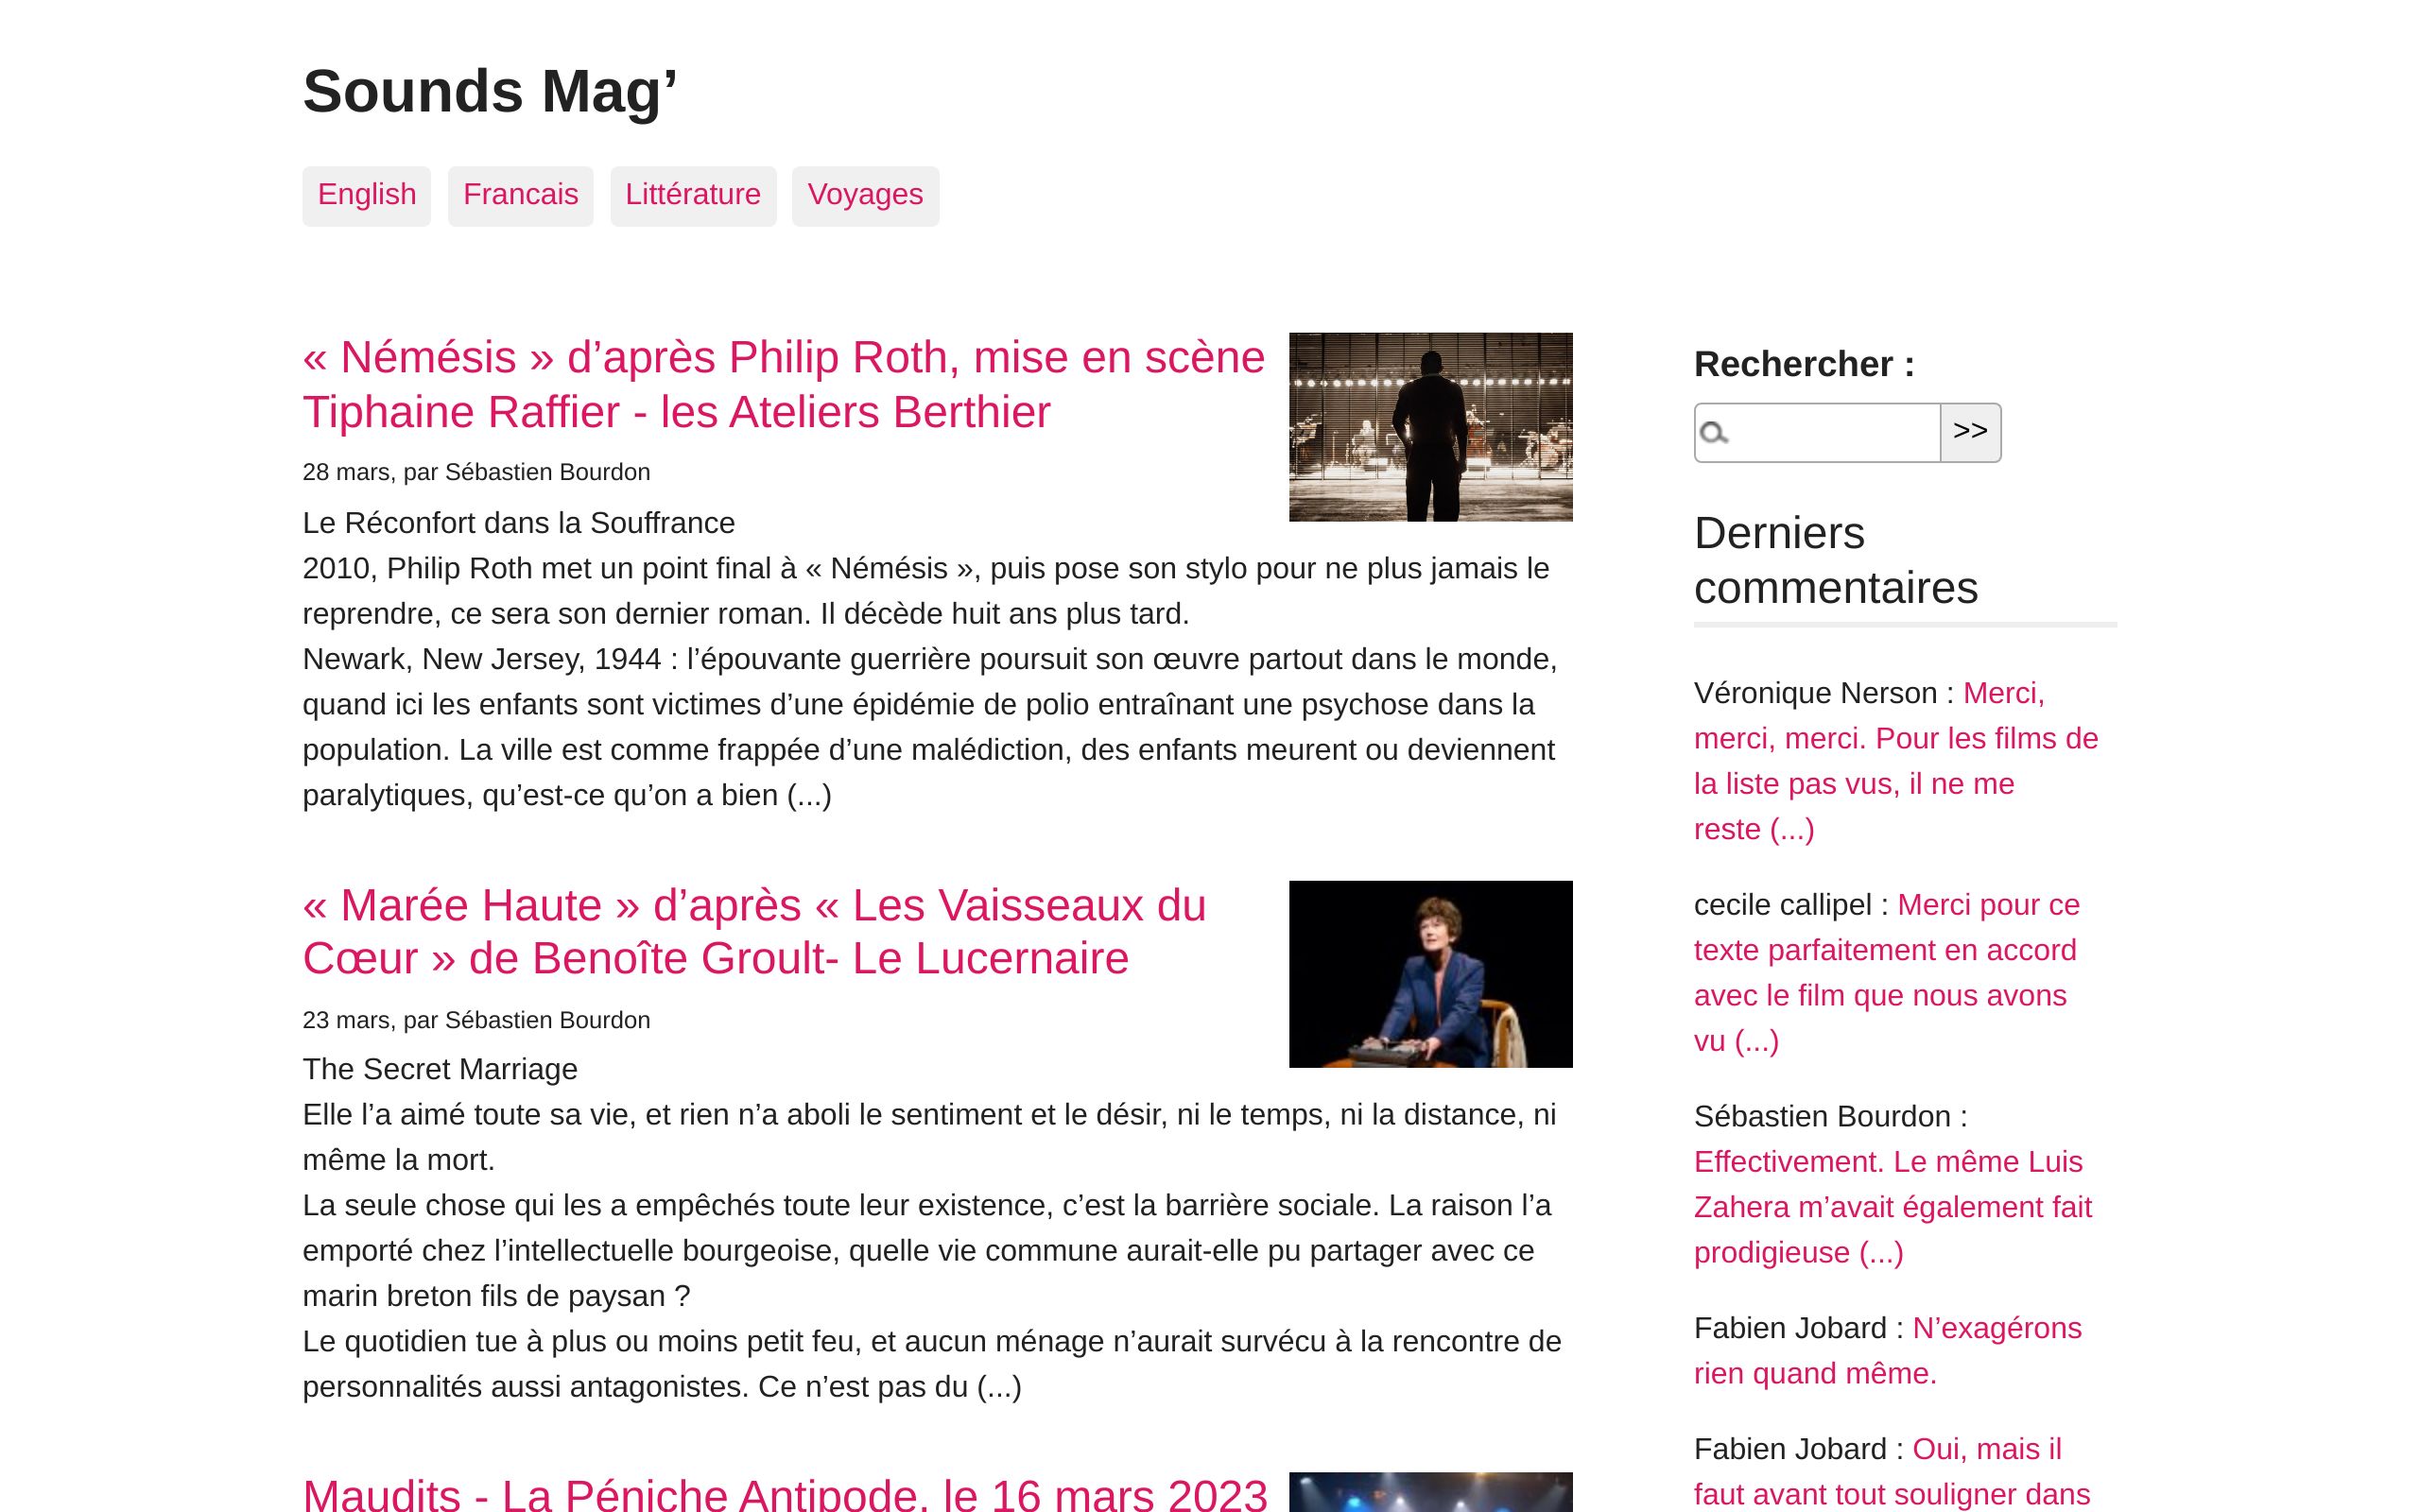 Sounds Mag’
English
Francais
Littérature
Voyages
« Némésis » d’après Philip Roth, mise en scène
Tiphaine Raffier - les Ateliers Berthier
28 mars, par Sébastien Bourdon
Le Réconfort dans la Souffrance
2010, Philip Roth met un point final à « Némésis », puis pose son stylo pour ne plus jamais le
reprendre, ce sera son dernier roman. Il décède huit ans plus tard.
Newark, New Jersey, 1944 : l’épouvante guerrière poursuit son œuvre partout dans le monde,
quand ici les enfants sont victimes d’une épidémie de polio entraînant une psychose dans la
population. La ville est comme frappée d’une malédiction, des enfants meurent ou deviennent
paralytiques, qu’est-ce qu’on a bien (...)
« Marée Haute » d’après « Les Vaisseaux du
Cœur » de Benoîte Groult- Le Lucernaire
23 mars, par Sébastien Bourdon
The Secret Marriage
Elle l’a aimé toute sa vie, et rien n’a aboli le sentiment et le désir, ni le temps, ni la distance, ni
même la mort.
La seule chose qui les a empêchés toute leur existence, c’est la barrière sociale. La raison l’a
emporté chez l’intellectuelle bourgeoise, quelle vie commune aurait-elle pu partager avec ce
marin breton fils de paysan ?
Le quotidien tue à plus ou moins petit feu, et aucun ménage n’aurait survécu à la rencontre de
personnalités aussi antagonistes. Ce n’est pas du (...)
Maudits - La Péniche Antipode, le 16 mars 2023
Rechercher :
>>
Derniers
commentaires
Véronique Nerson : Merci,
merci, merci. Pour les films de
la liste pas vus, il ne me
reste (...)
cecile callipel : Merci pour ce
texte parfaitement en accord
avec le film que nous avons
vu (...)
Sébastien Bourdon :
Effectivement. Le même Luis
Zahera m’avait également fait
prodigieuse (...)
Fabien Jobard : N’exagérons
rien quand même.
Fabien Jobard : Oui, mais il
faut avant tout souligner dans